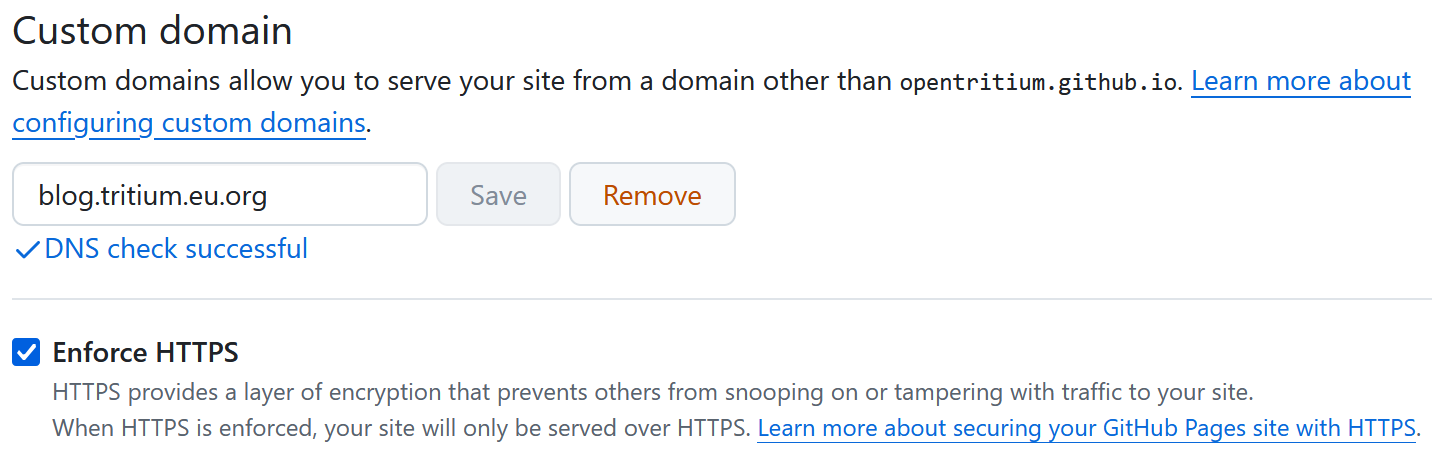 Custom domain
Custom domains allow you to serve your site from a domain other than opentritium.github.io. Learn more about
configuring custom domains.
blog.tritium.eu.org Save Remove
DNS check successful
Enforce HTTPS
HTTPS provides a layer of encryption that prevents others from snooping on or tampering with traffic to your site.
When HTTPS is enforced, your site will only be served over HTTPS. Learn more about securing your GitHub Pages site with HTTPS.